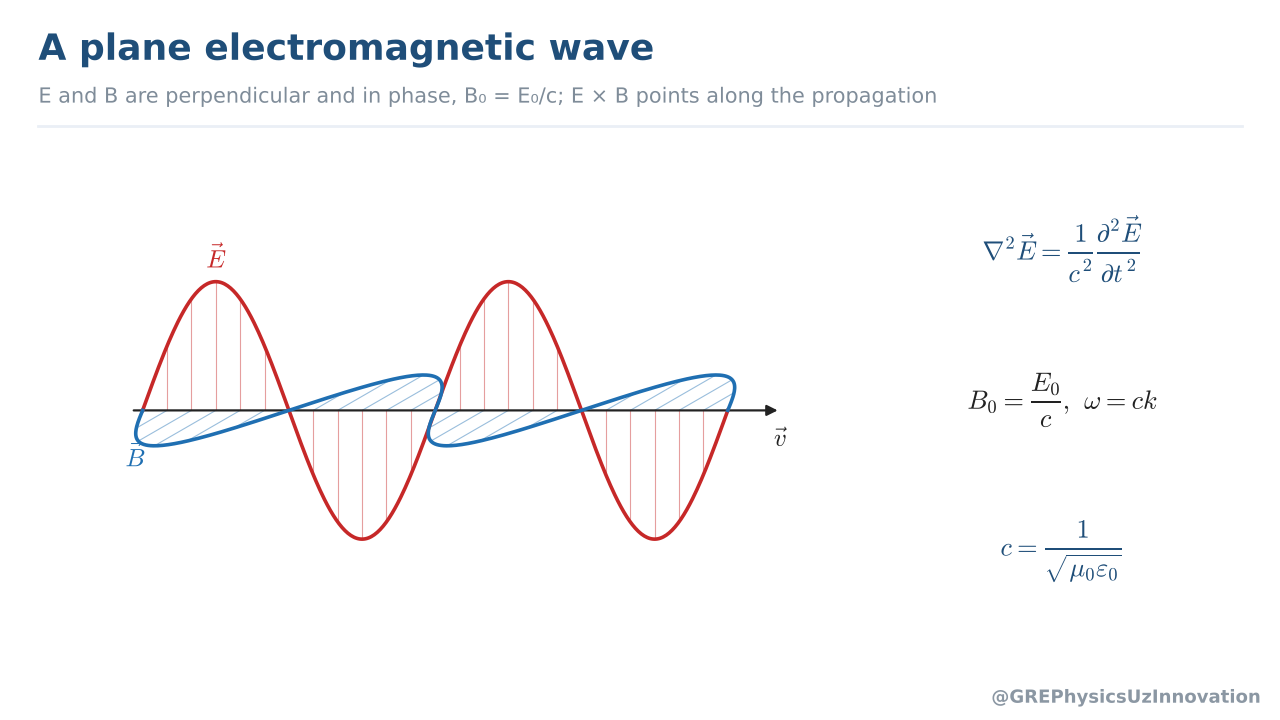 A plane electromagnetic wave
E and B are perpendicular and in phase, B₀ = E₀/c; E × B points along the propagation
∇²E⃗ = 1/c² ∂²E⃗/∂t²
E⃗
B₀ = E₀/c, ω = ck
v⃗
B⃗
c = 1/√μ₀ε₀
@GREPhysicsUzInnovation